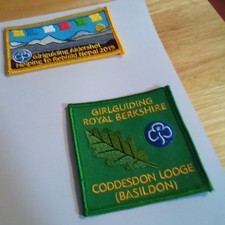 Girlguiding Aldershot
Helping to Rebuild Nepal 2015
GIRLGUIDING
ROYAL BERKSHIRE
CODDESDON LODGE
(BASILDON)